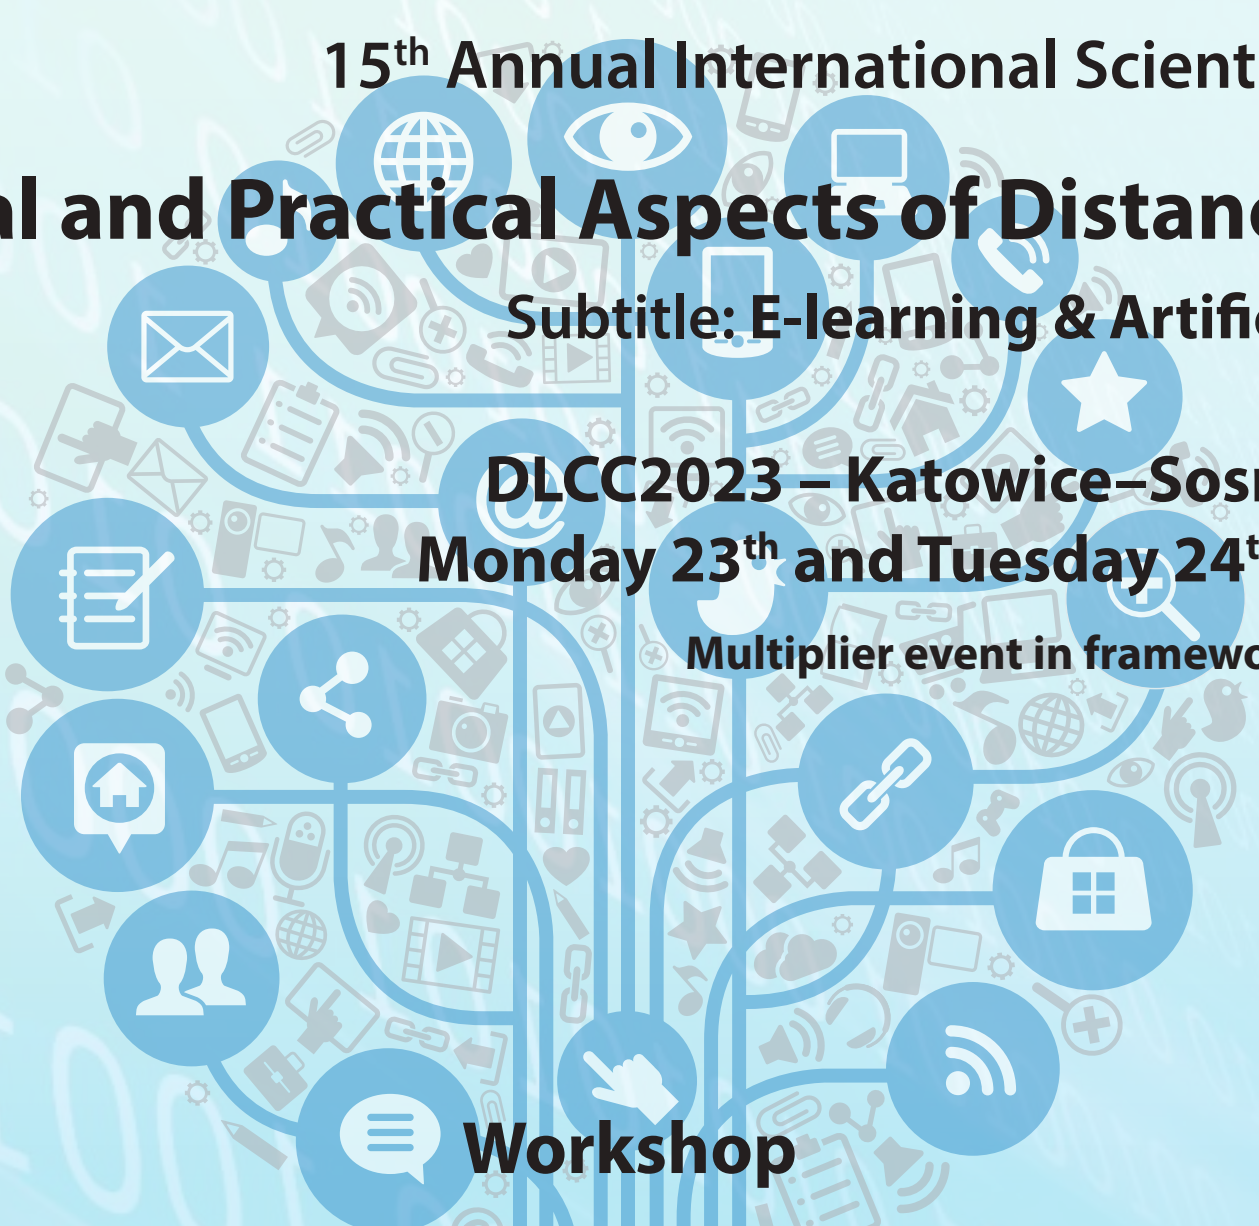 15th Annual International Scient
al and Practical Aspects of Distanc
Subtitle: E-learning & Artifi
DLCC2023 – Katowice–Sosn
Monday 23th and Tuesday 24t
Multiplier event in framewo
Workshop